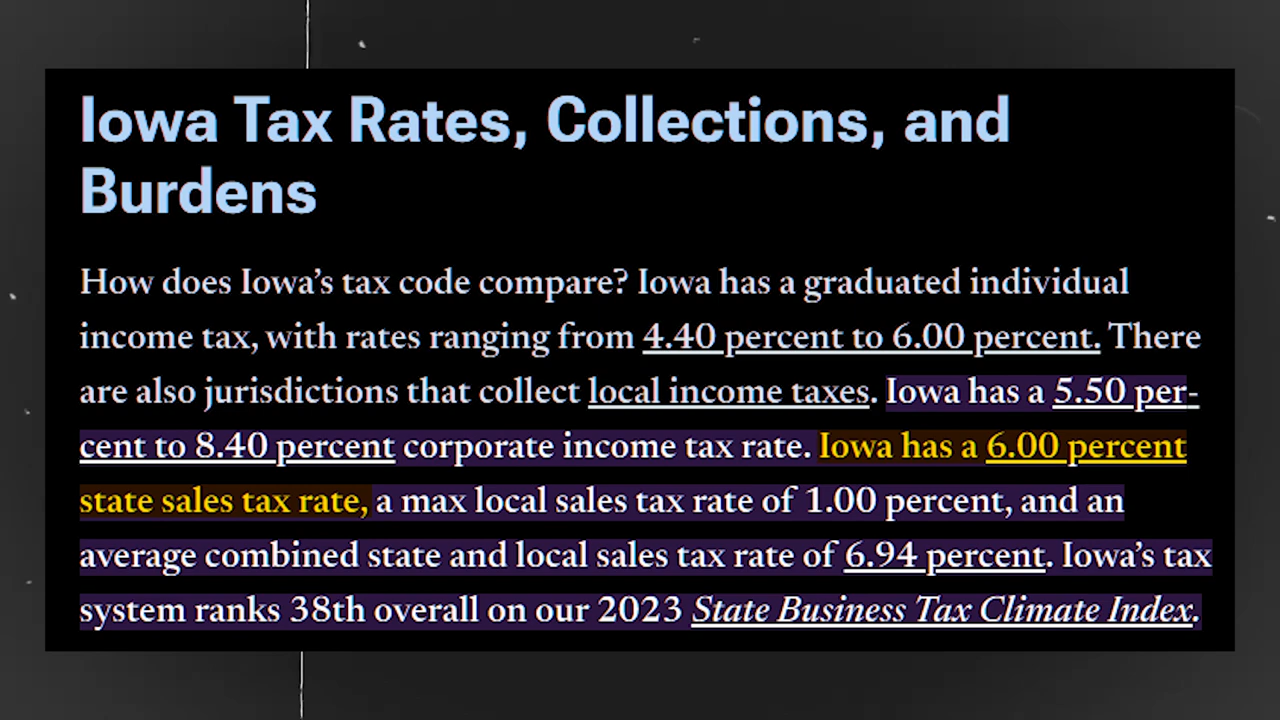 Iowa Tax Rates, Collections, and
Burdens
How does Iowa’s tax code compare? Iowa has a graduated individual
income tax, with rates ranging from 4.40 percent to 6.00 percent. There
are also jurisdictions that collect local income taxes. Iowa has a 5.50 per-
cent to 8.40 percent corporate income tax rate. Iowa has a 6.00 percent
state sales tax rate, a max local sales tax rate of 1.00 percent, and an
average combined state and local sales tax rate of 6.94 percent. Iowa’s tax
system ranks 38th overall on our 2023 State Business Tax Climate Index.